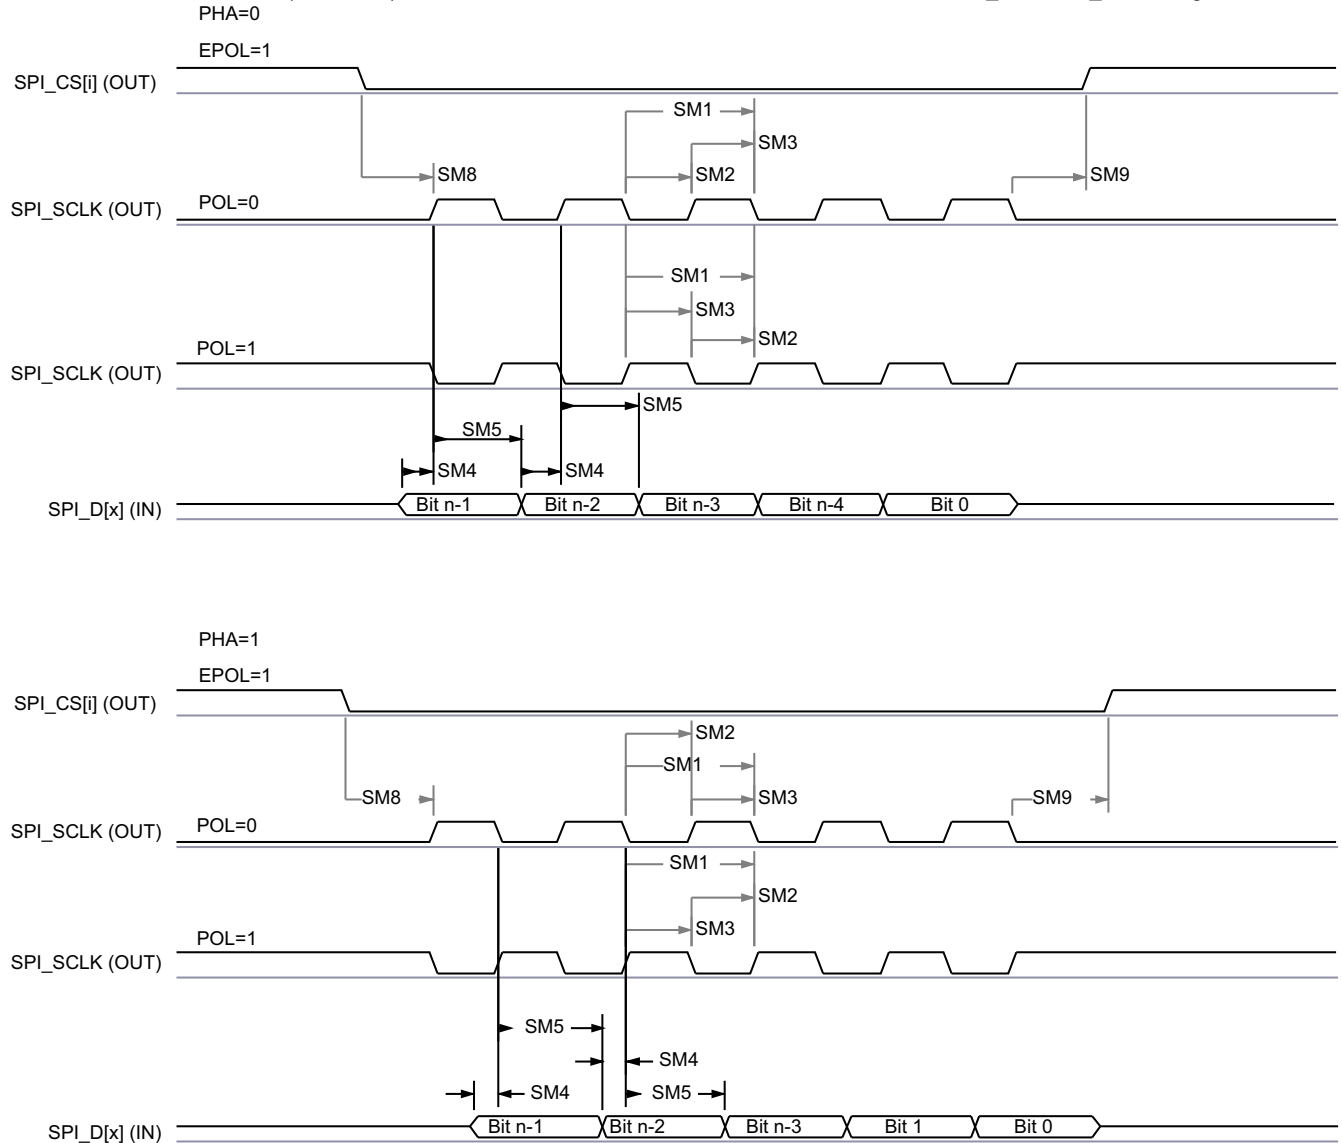 PHA=0
EPOL=1
SPI_CS[i] (OUT)
SM1
SM3
SM8
SM2
SM9
POL=0
SPI_SCLK (OUT)
SM1
SM3
SM2
POL=1
SPI_SCLK (OUT)
SM5
SM5
SM4
SM4
Bit n-1
Bit n-2
Bit n-3
Bit n-4
Bit 0
SPI_D[x] (IN)
PHA=1
EPOL=1
SPI_CS[i] (OUT)
SM2
SM1
SM8
SM3
SM9
POL=0
SPI_SCLK (OUT)
SM1
SM2
SM3
POL=1
SPI_SCLK (OUT)
SM5
SM4
SM4
SM5
Bit n-1
Bit n-2
Bit n-3
Bit 1
Bit 0
SPI_D[x] (IN)